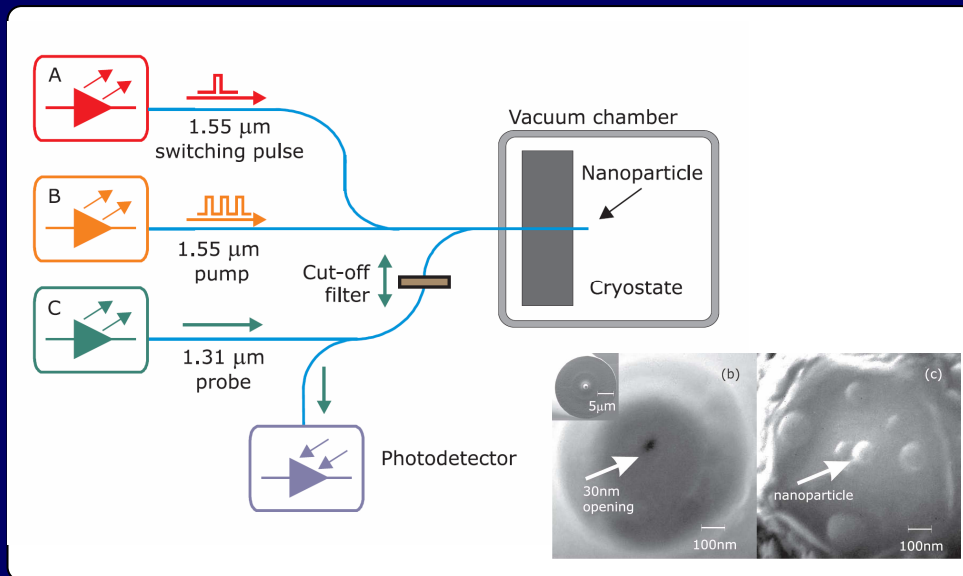 A
1.55 μm
switching pulse
B
1.55 μm
pump
Cut-off
filter
C
1.31 μm
probe
Photodetector
Vacuum chamber
Nanoparticle
Cryostate
5μm
(b)
30nm
opening
100nm
(c)
nanoparticle
100nm